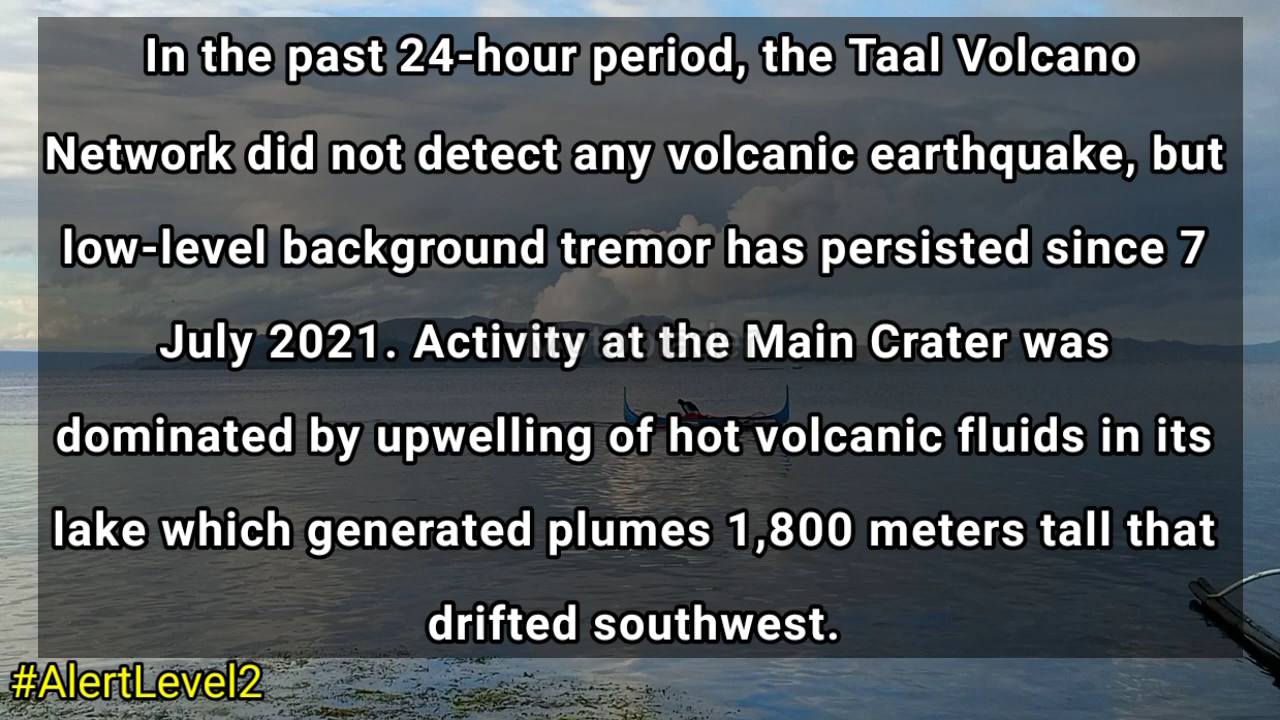 In the past 24-hour period, the Taal Volcano
Network did not detect any volcanic earthquake, but
low-level background tremor has persisted since 7
July 2021. Activity at the Main Crater was
dominated by upwelling of hot volcanic fluids in its
lake which generated plumes 1,800 meters tall that
drifted southwest.
#AlertLevel2